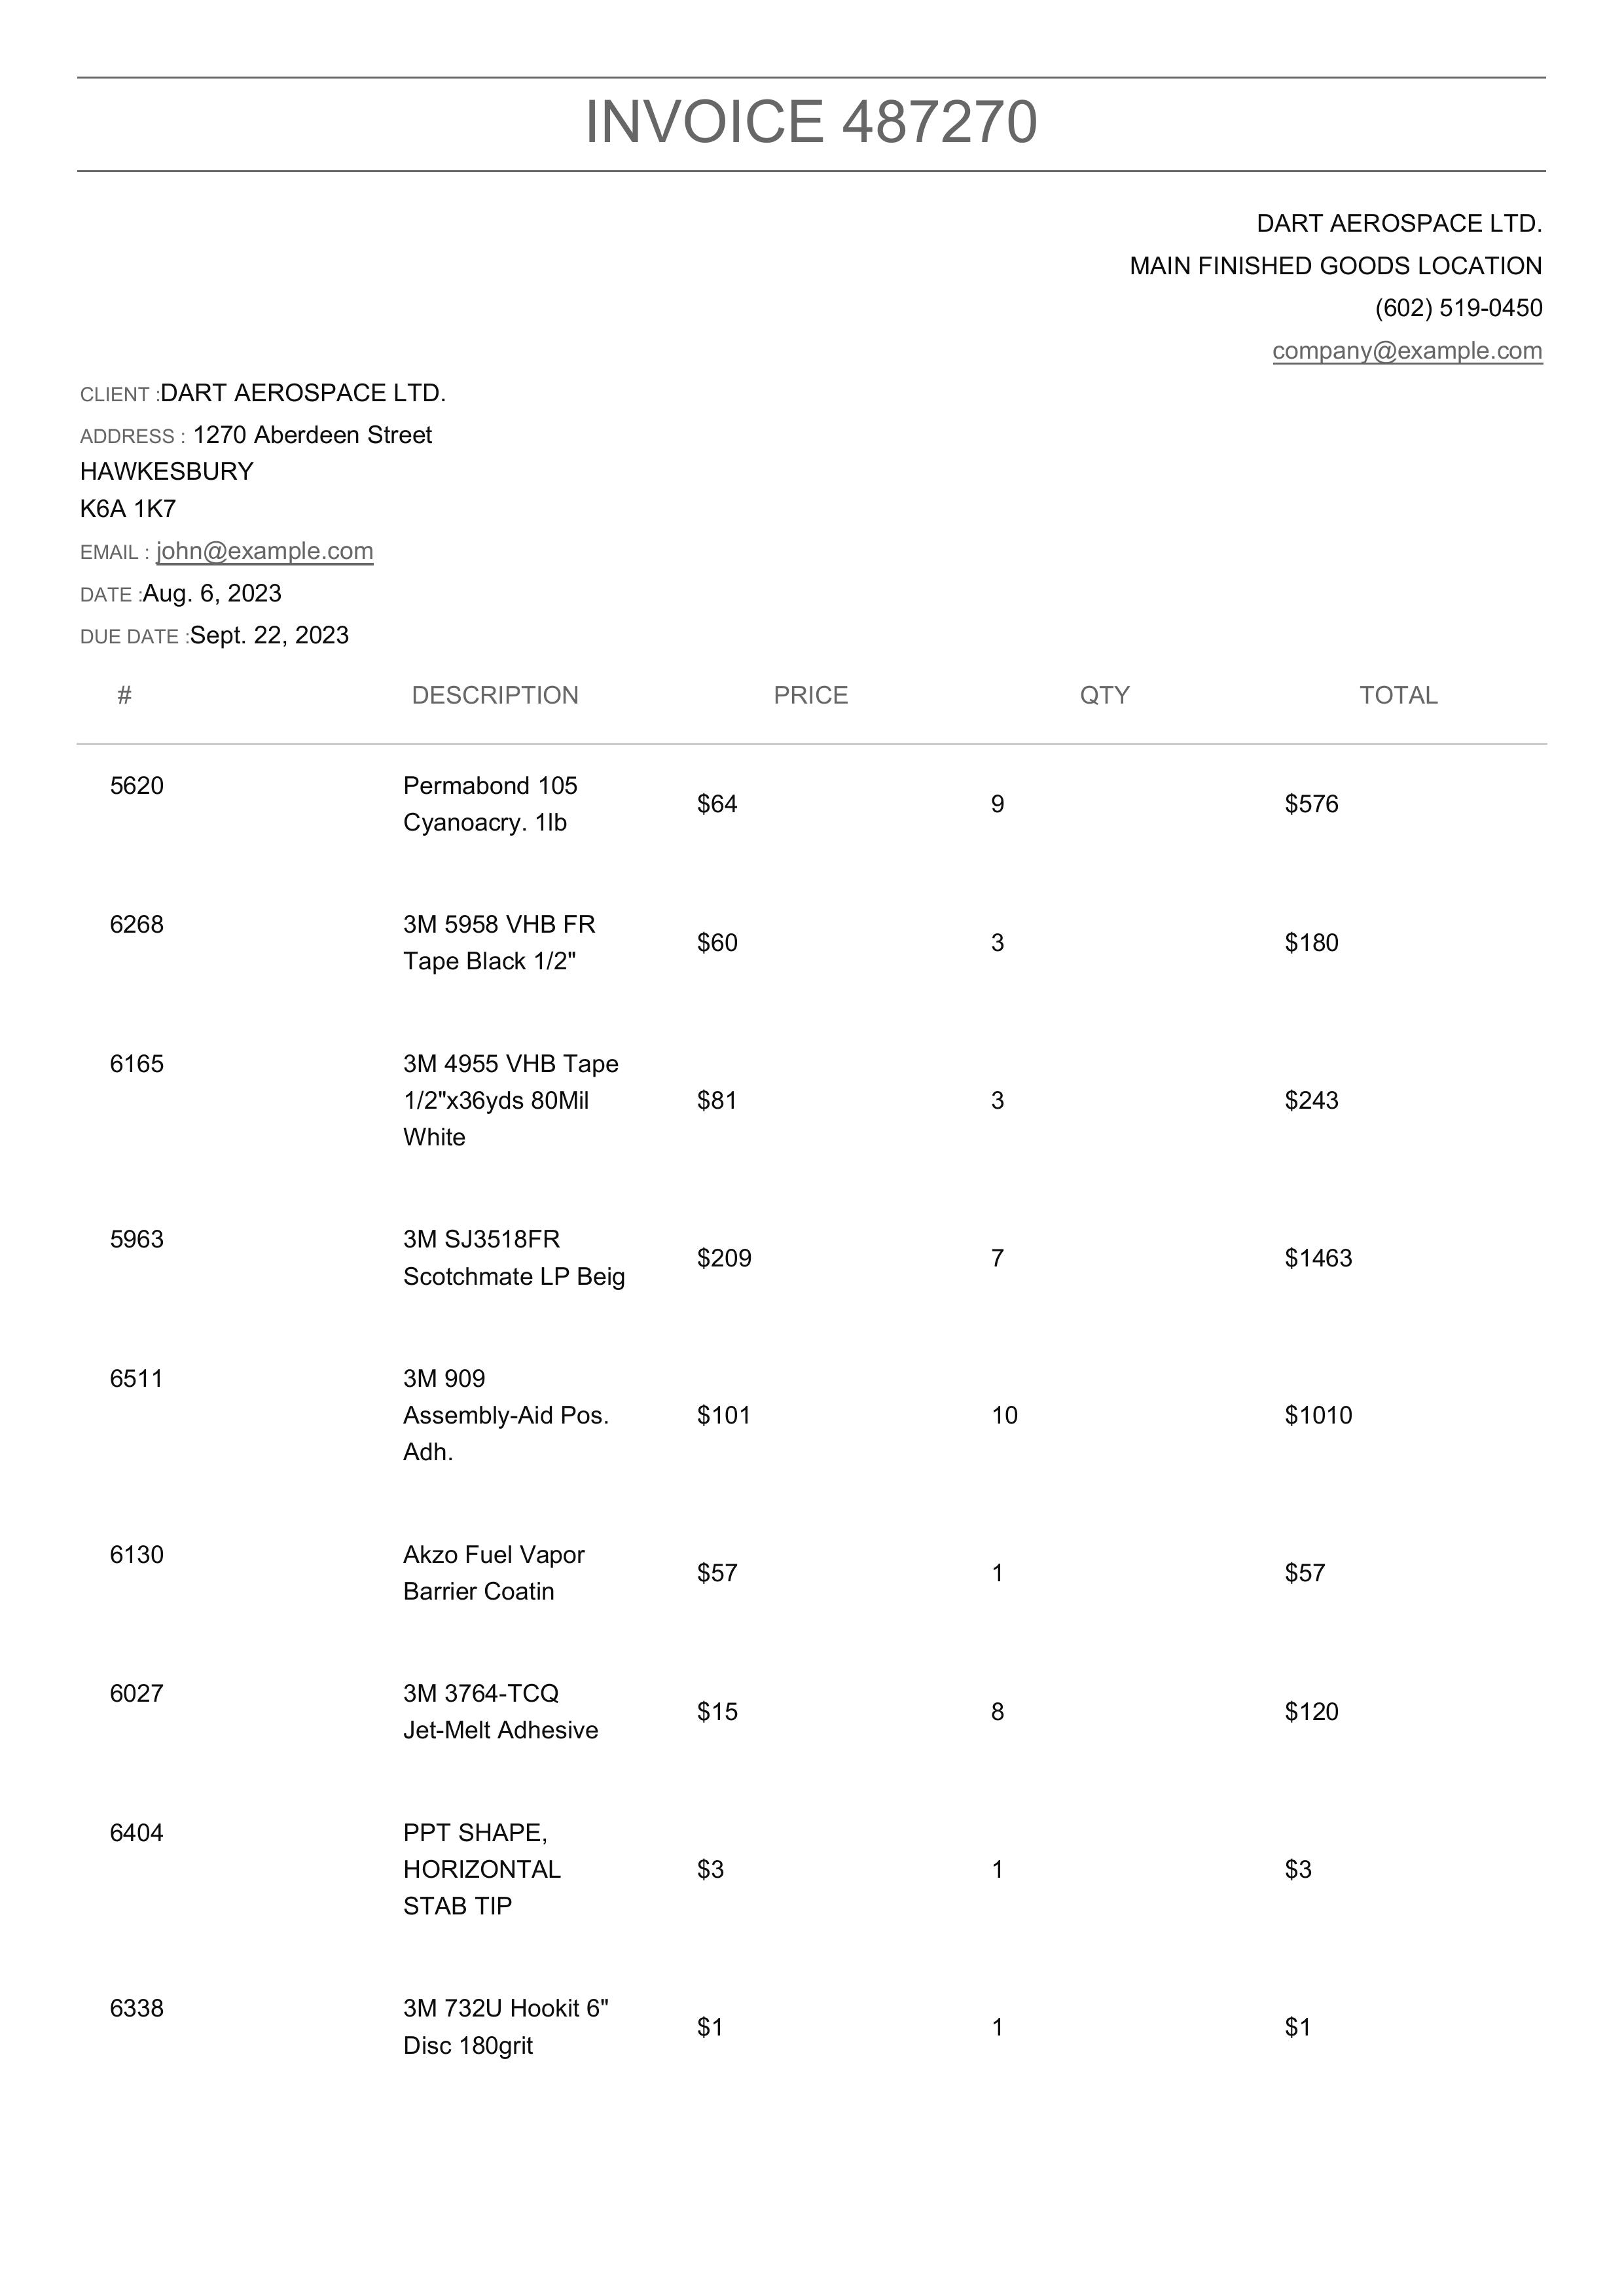 INVOICE 487270
DART AEROSPACE LTD.
MAIN FINISHED GOODS LOCATION
(602) 519-0450
company@example.com
CLIENT :DART AEROSPACE LTD.
ADDRESS : 1270 Aberdeen Street
HAWKESBURY
K6A 1K7
EMAIL : john@example.com
DATE :Aug. 6, 2023
DUE DATE :Sept. 22, 2023
# DESCRIPTION PRICE QTY TOTAL
5620 Permabond 105
Cyanoacry. 1lb
$64 9 $576
6268 3M 5958 VHB FR
Tape Black 1/2"
$60 3 $180
6165 3M 4955 VHB Tape
1/2"x36yds 80Mil $81 3 $243
White
5963 3M SJ3518FR
Scotchmate LP Beig
$209 7 $1463
6511 3M 909
Assembly-Aid Pos. $101 10 $1010
Adh.
6130 Akzo Fuel Vapor
Barrier Coatin
$57 1 $57
6027 3M 3764-TCQ
Jet-Melt Adhesive
$15 8 $120
6404 PPT SHAPE,
HORIZONTAL $3 1 $3
STAB TIP
6338 3M 732U Hookit 6"
Disc 180grit
$1 1 $1